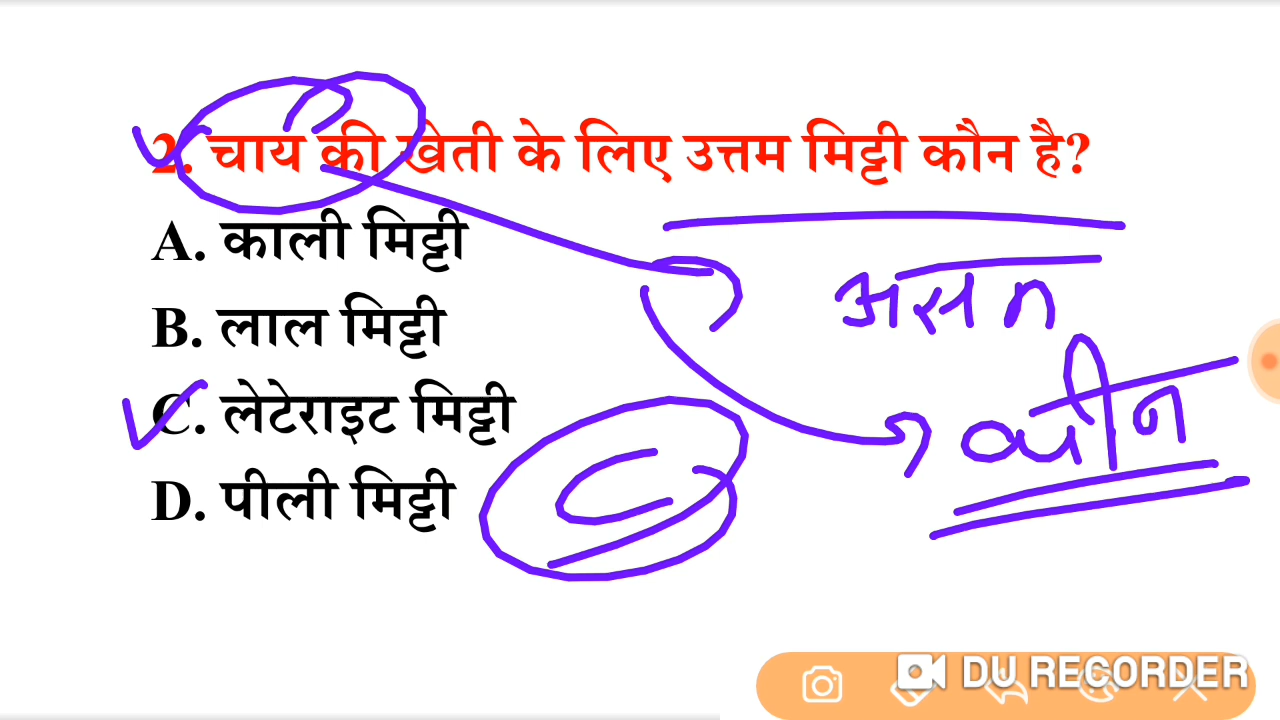 2. चाय की खेती के लिए उत्तम मिट्टी कौन है?
A. काली मिट्टी
B. लाल मिट्टी
असम
C. लेटेराइट मिट्टी
चीन
D. पीली मिट्टी
C
DU RECORDER